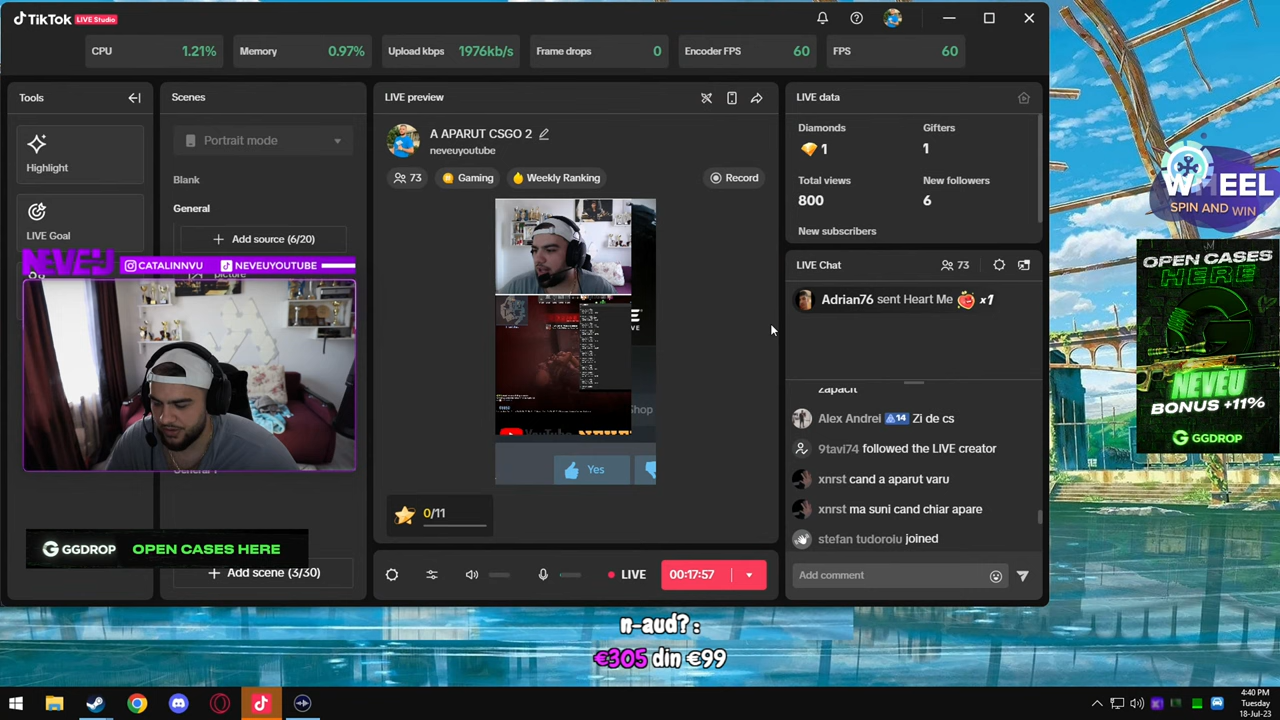 TikTok LIVE Studio
CPU 1.21%
Memory 0.97%
Upload kbps 1976kb/s
Frame drops 0
Encoder FPS 60
FPS 60
Tools
Highlight
LIVE Goal
Scenes
Portrait mode
Blank
General
Add source (6/20)
picture
NEVEU
CATALINNVU
NEVEUYOUTUBE
GGDROP OPEN CASES HERE
Add scene (3/30)
LIVE preview
A APARUT CSGO 2
neveuyoutube
73
Gaming
Weekly Ranking
Record
Yes
0/11
LIVE
00:17:57
LIVE data
Diamonds
1
Gifters
1
Total views
800
New followers
6
New subscribers
LIVE Chat
73
Adrian76 sent Heart Me x1
zapacit
Alex Andrei 14 Zi de cs
9tavi74 followed the LIVE creator
xnrst cand a aparut varu
xnrst ma suni cand chiar apare
stefan tudoroiu joined
Add comment
WHEEL
SPIN AND WIN
OPEN CASES
HERE
NEVEU
BONUS +11%
GGDROP
n-aud? :
€305 din €99
4:40 PM
Tuesday
18-Jul-23